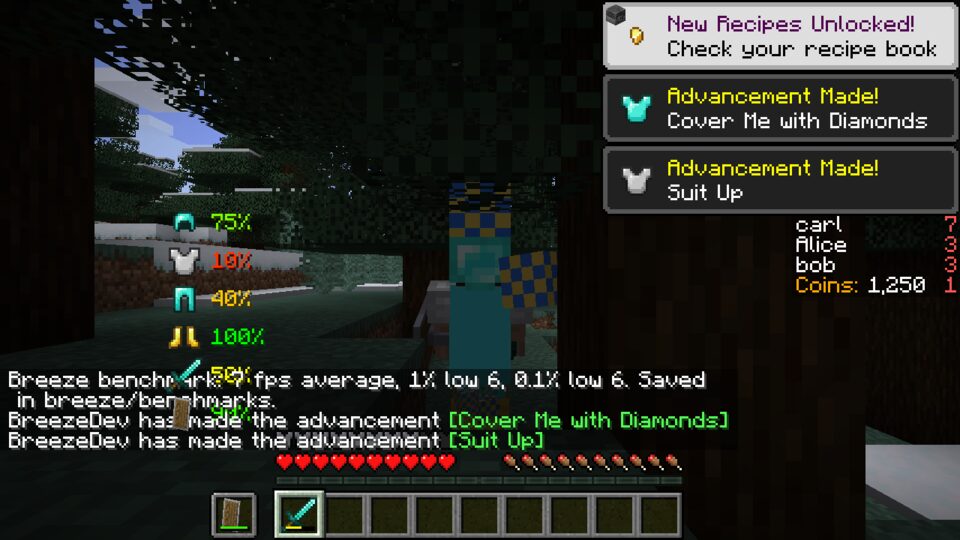 New Recipes Unlocked!
Check your recipe book
Advancement Made!
Cover Me with Diamonds
Advancement Made!
Suit Up
carl 7
Alice 3
bob 3
Coins: 1,250 1
75%
10%
40%
100%
50%
Breeze benchmark: 7 fps average, 1% low 6, 0.1% low 6. Saved
in breeze/benchmarks.
BreezeDev has made the advancement [Cover Me with Diamonds]
BreezeDev has made the advancement [Suit Up]